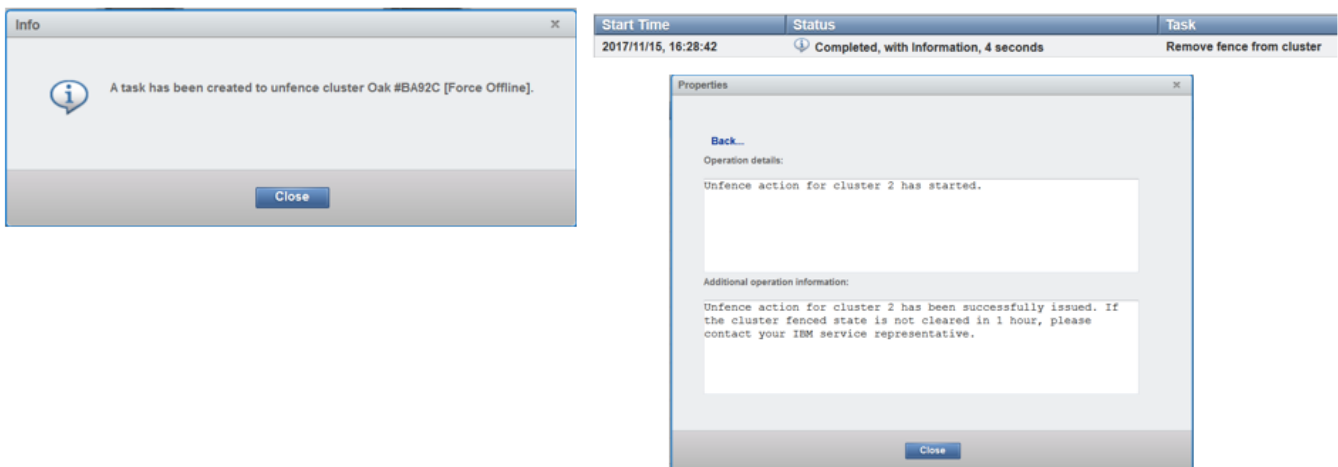 Info
A task has been created to unfence cluster Oak #BA92C [Force Offline].
Close
Start Time Status Task
2017/11/15, 16:28:42 Completed, with Information, 4 seconds Remove fence from cluster
Properties
Back...
Operation details:
Unfence action for cluster 2 has started.
Additional operation information:
Unfence action for cluster 2 has been successfully issued. If
the cluster fenced state is not cleared in 1 hour, please
contact your IBM service representative.
Close